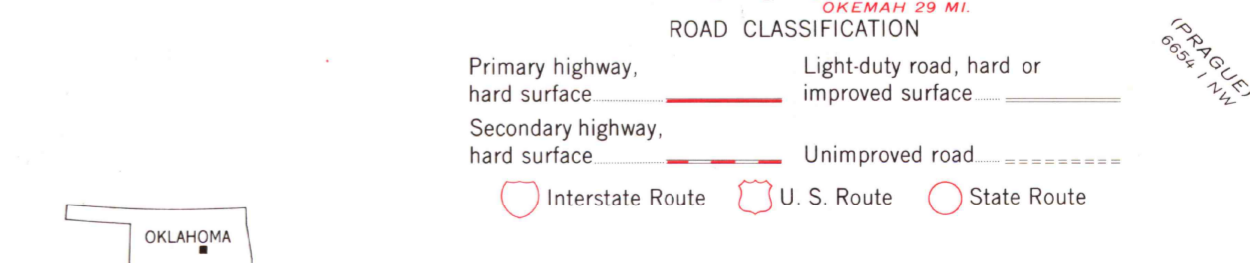 OKEMAH 29 MI.
ROAD CLASSIFICATION
Primary highway,
hard surface
Light-duty road, hard or
improved surface
Secondary highway,
hard surface
Unimproved road
Interstate Route
U. S. Route
State Route
(PRAGUE)
6654 I NW
OKLAHOMA